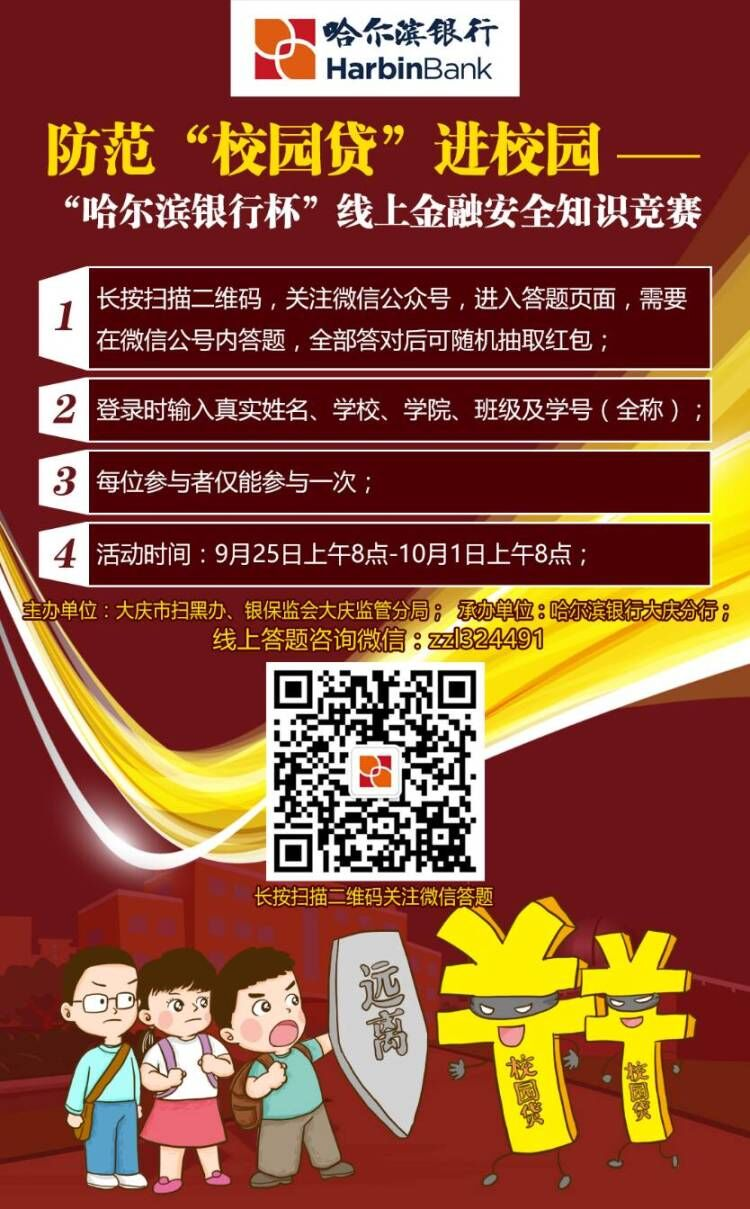 哈尔滨银行
HarbinBank
防范“校园贷”进校园——
“哈尔滨银行杯”线上金融安全知识竞赛
1
长按扫描二维码，关注微信公众号，进入答题页面，需要
在微信公号内答题，全部答对后可随机抽取红包；
2
登录时输入真实姓名、学校、学院、班级及学号（全称）；
3
每位参与者仅能参与一次；
4
活动时间：9月25日上午8点-10月1日上午8点；
主办单位：大庆市扫黑办、银保监会大庆监管分局； 承办单位：哈尔滨银行大庆分行；
线上答题咨询微信：zzl324491
长按扫描二维码关注微信答题
远离
校园贷
校园贷